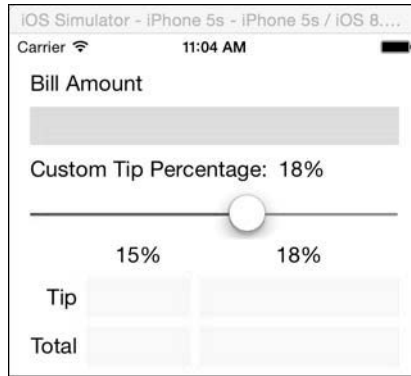 iOS Simulator - iPhone 5s - iPhone 5s / iOS 8....
Carrier 11:04 AM
Bill Amount
Custom Tip Percentage: 18%
15% 18%
Tip
Total